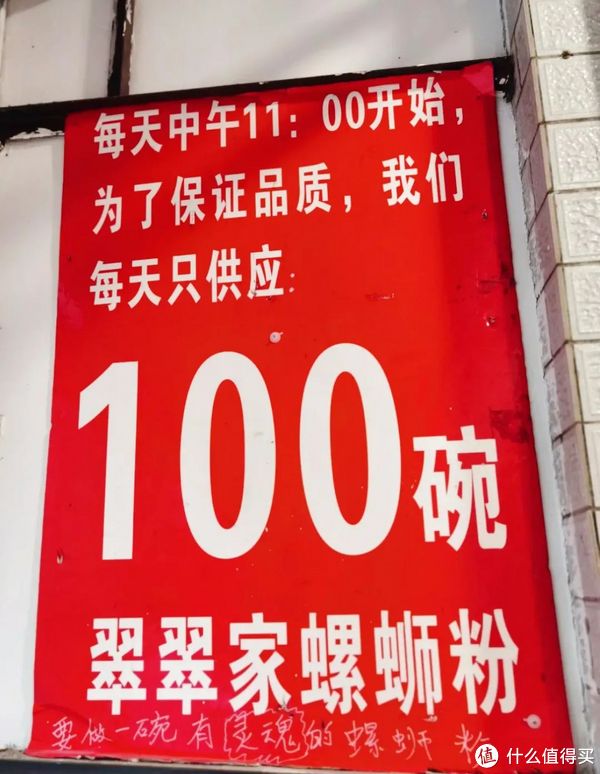 每天中午11：00开始，
为了保证品质，我们
每天只供应：
100碗
翠翠家螺蛳粉
要做一碗有灵魂的螺蛳粉
值 什么值得买